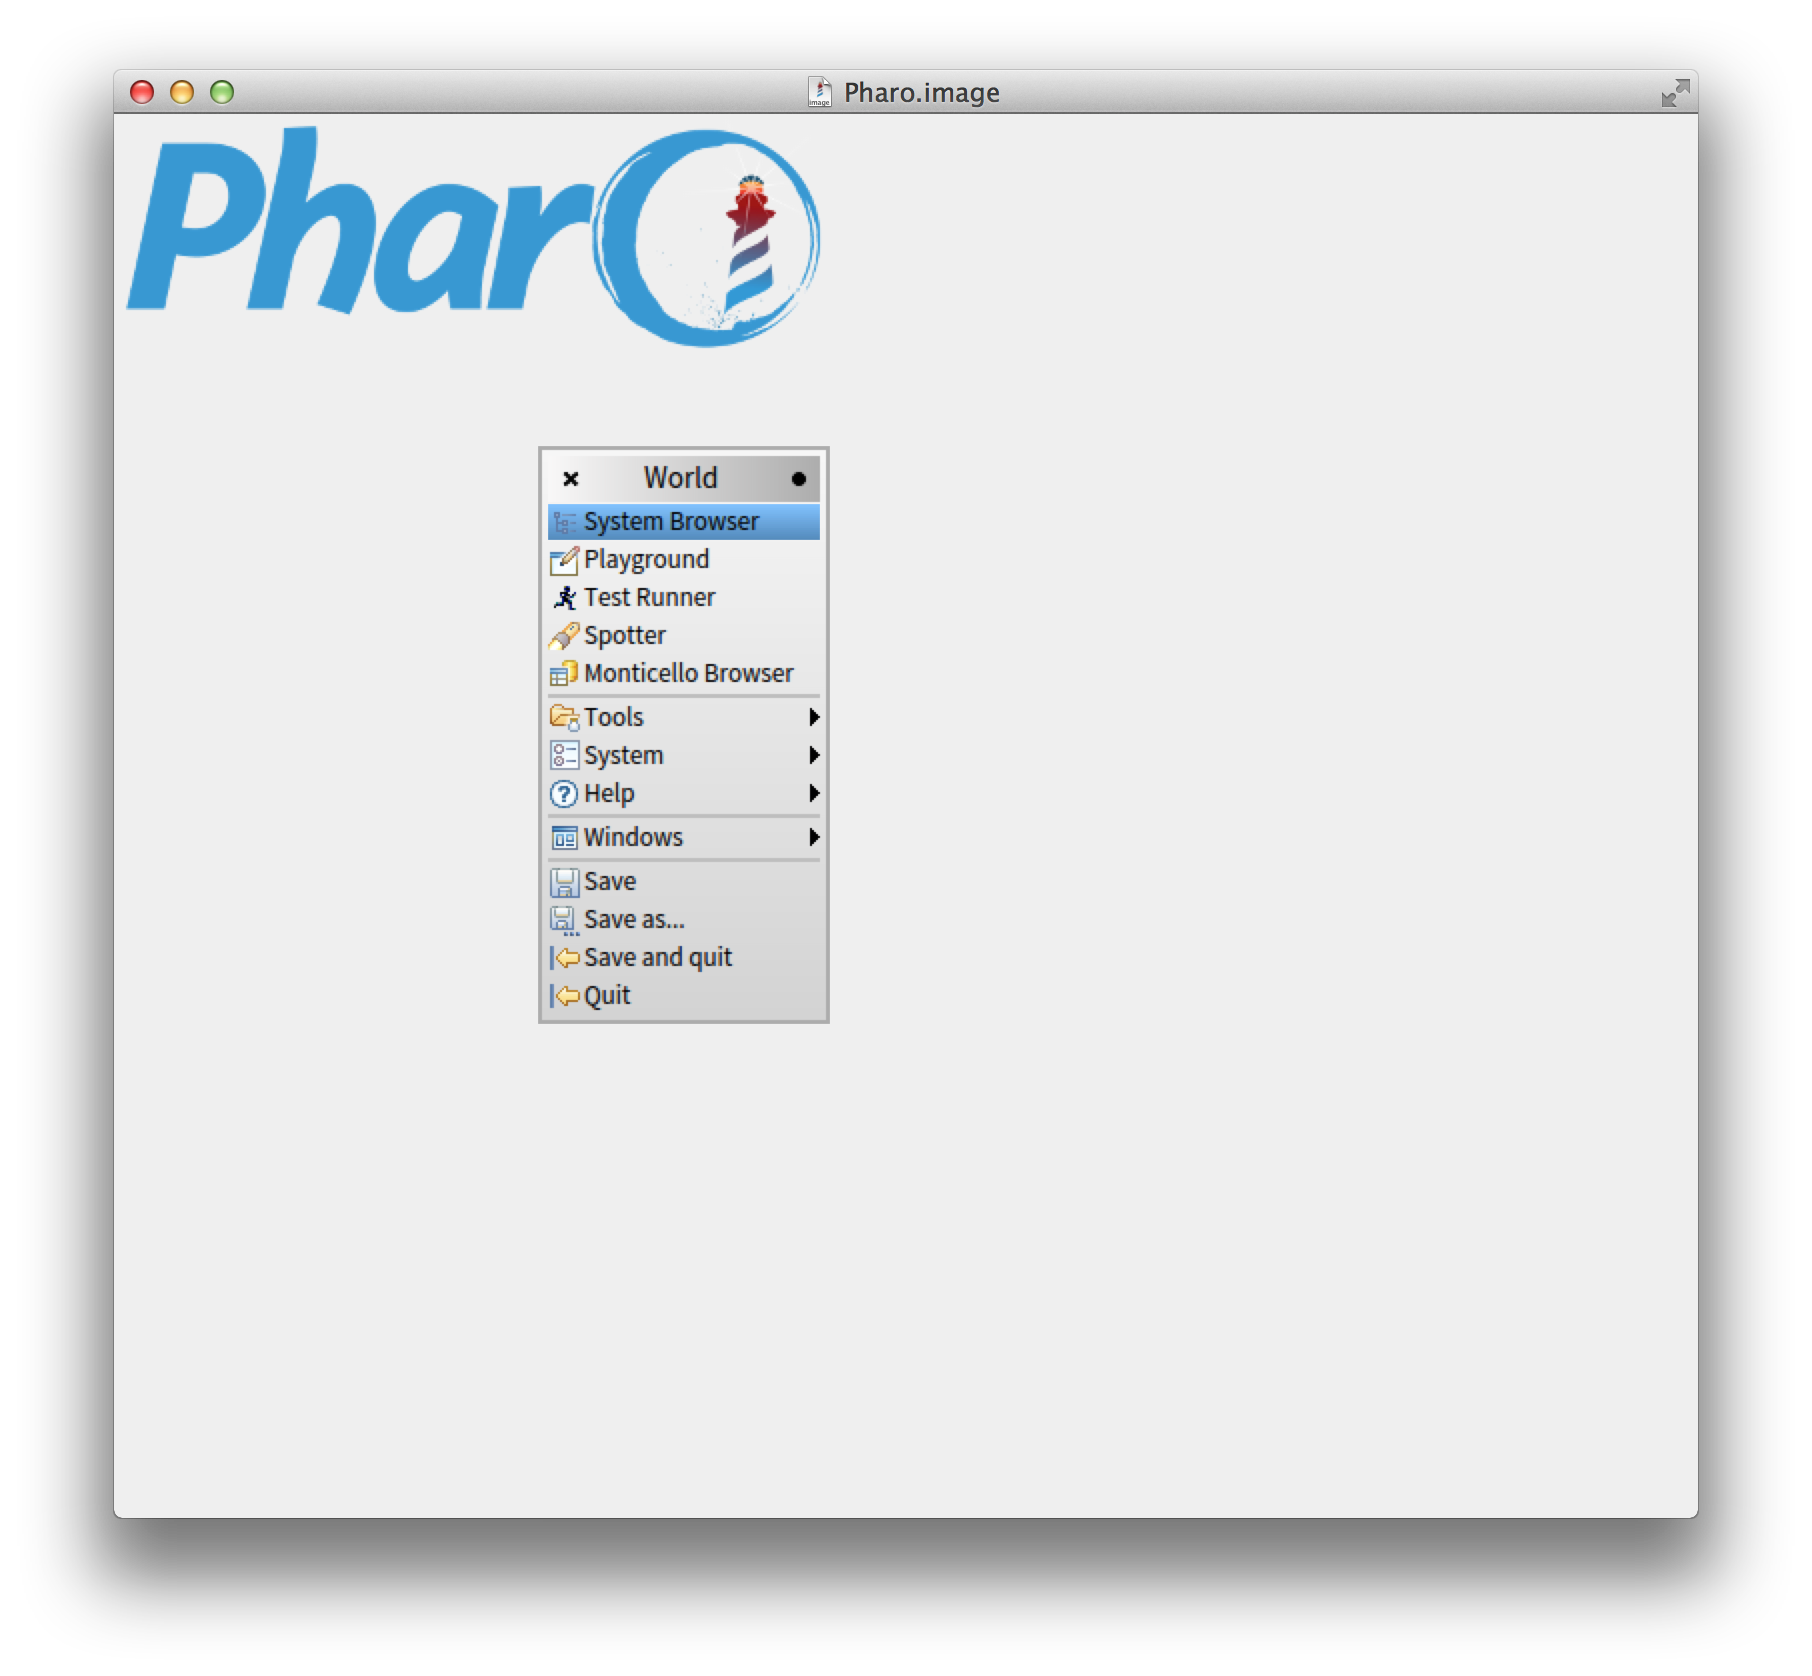 Pharo.image
Pharo
World
System Browser
Playground
Test Runner
Spotter
Monticello Browser
Tools
System
Help
Windows
Save
Save as...
Save and quit
Quit